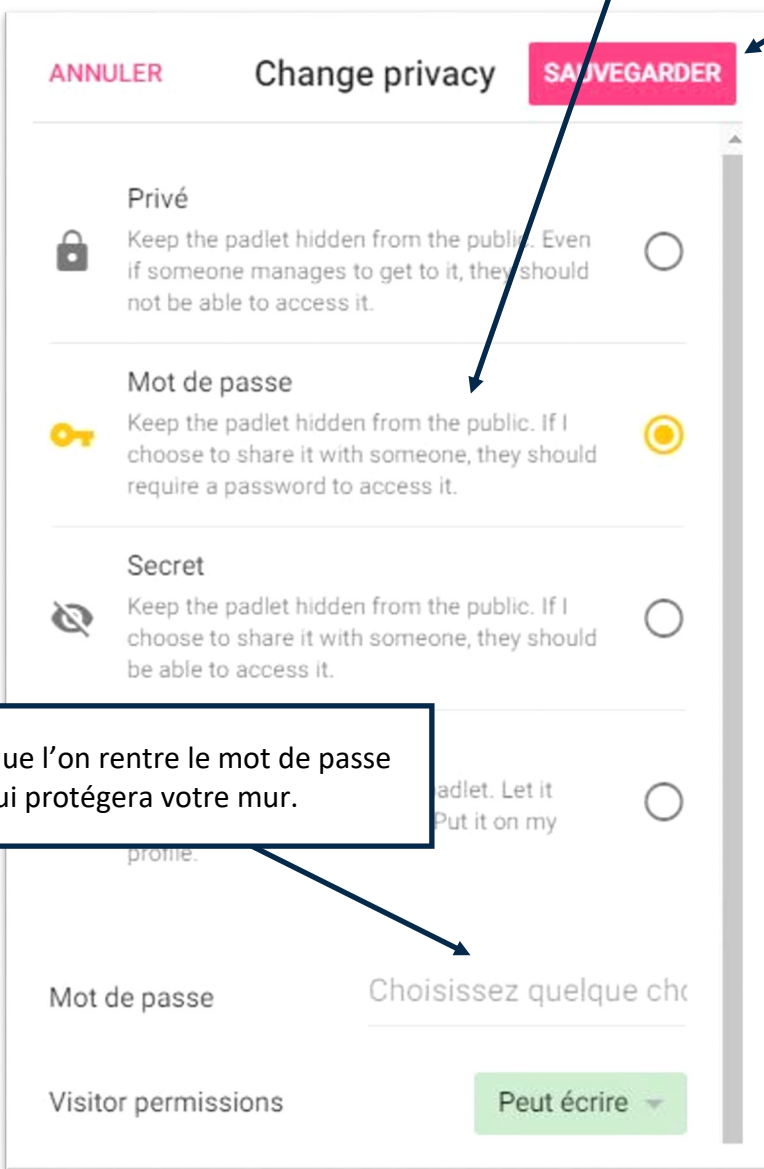 ANNULER Change privacy SAUVEGARDER
Privé
Keep the padlet hidden from the public. Even
if someone manages to get to it, they should
not be able to access it.
Mot de passe
Keep the padlet hidden from the public. If I
choose to share it with someone, they should
require a password to access it.
Secret
Keep the padlet hidden from the public. If I
choose to share it with someone, they should
be able to access it.
ue l’on rentre le mot de passe
ui protégera votre mur.
adlet. Let it
Put it on my
profile.
Mot de passe Choisissez quelque cho
Visitor permissions Peut écrire